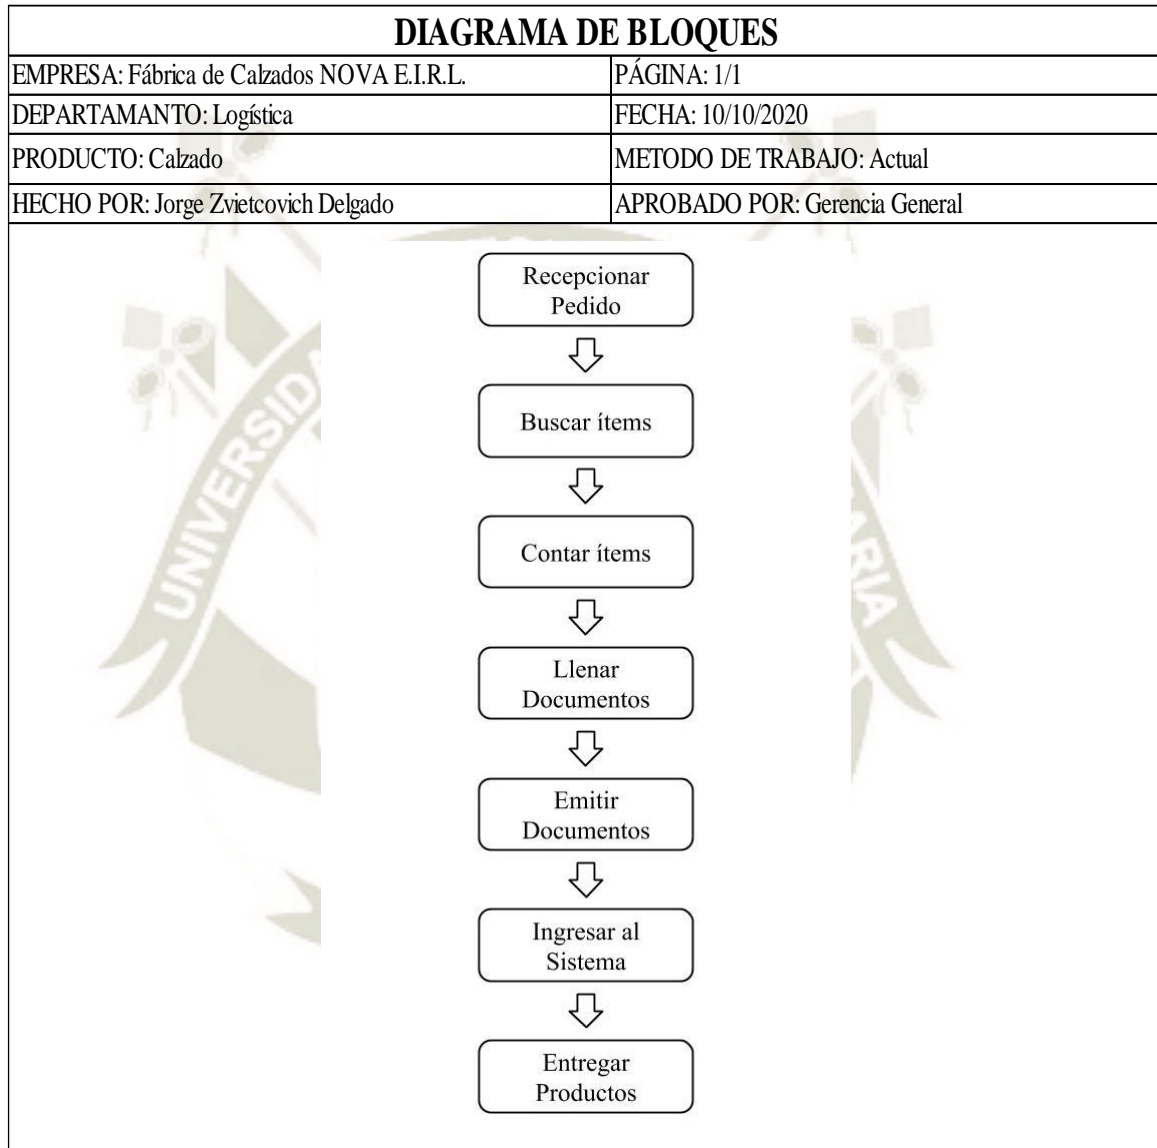 DIAGRAMA DE BLOQUES
EMPRESA: Fábrica de Calzados NOVA E.I.R.L.
PÁGINA: 1/1
DEPARTAMANTO: Logística
FECHA: 10/10/2020
PRODUCTO: Calzado
METODO DE TRABAJO: Actual
HECHO POR: Jorge Zvietcovich Delgado
APROBADO POR: Gerencia General
Recepcionar
Pedido
Buscar ítems
Contar ítems
Llenar
Documentos
Emitir
Documentos
Ingresar al
Sistema
Entregar
Productos